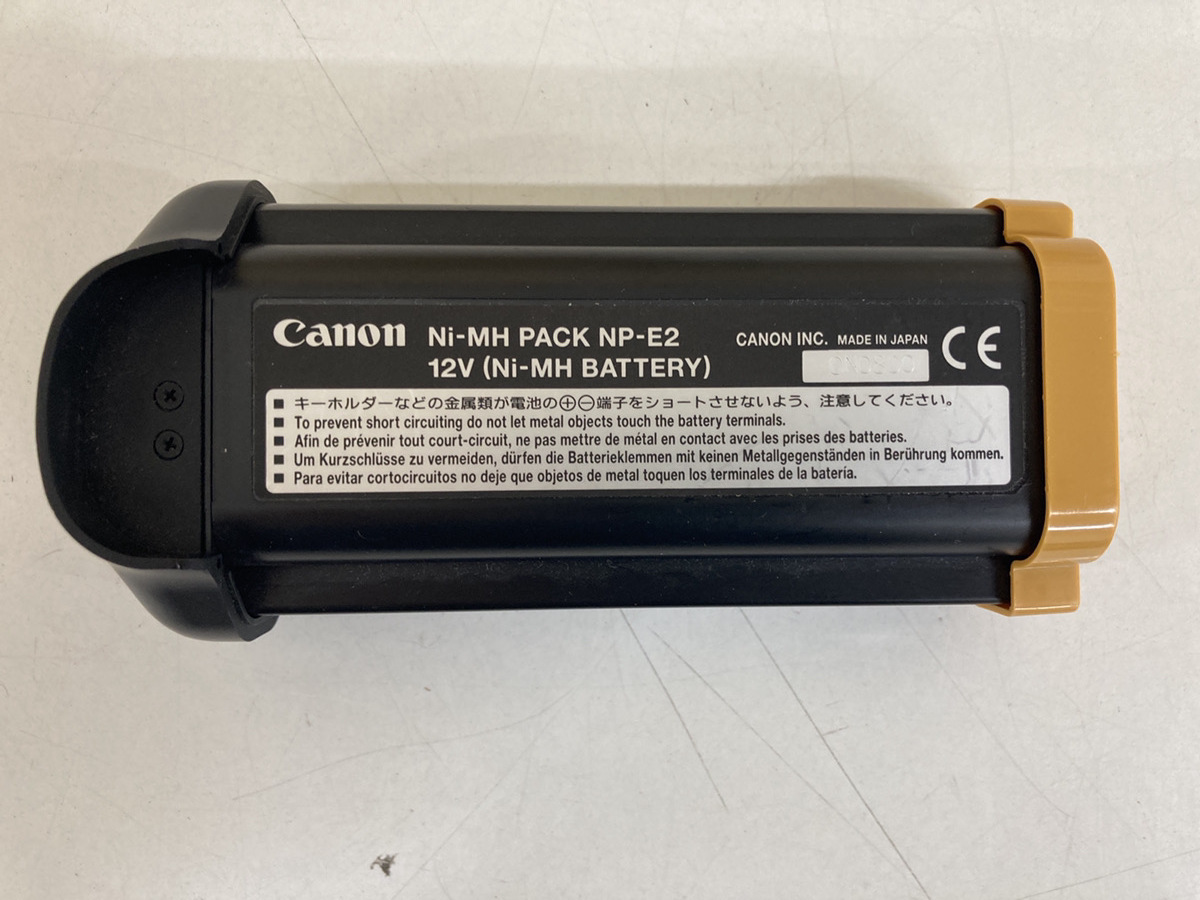 Canon
Ni-MH PACK NP-E2
12V (Ni-MH BATTERY)
CANON INC. MADE IN JAPAN
CE
■ キーホルダーなどの金属類が電池の⊕⊖端子をショートさせないよう、注意してください。
■ To prevent short circuiting do not let metal objects touch the battery terminals.
■ Afin de prévenir tout court-circuit, ne pas mettre de métal en contact avec les prises des batteries.
■ Um Kurzschlüsse zu vermeiden, dürfen die Batterieklemmen mit keinen Metallgegenständen in Berührung kommen.
■ Para evitar cortocircuitos no deje que objetos de metal toquen los terminales de la batería.